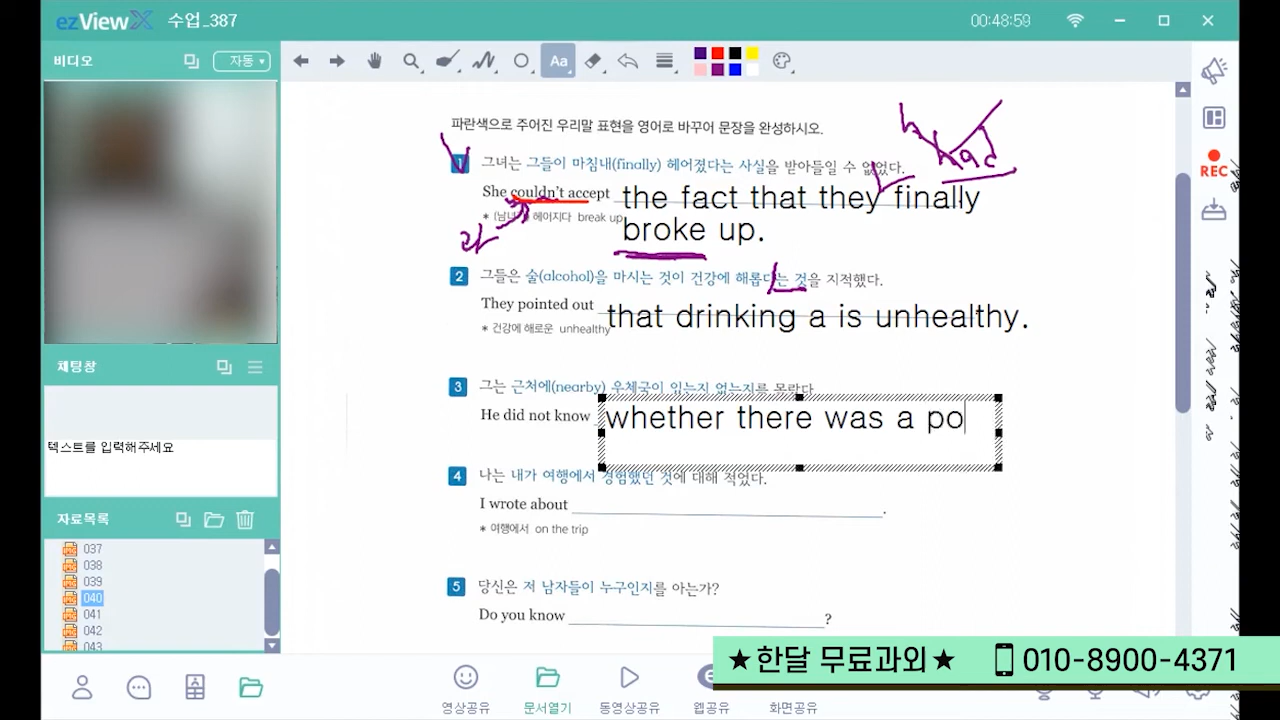 ezViewX 수업_387 00:48:59
비디오 자동
Aa
REC
파란색으로 주어진 우리말 표현을 영어로 바꾸어 문장을 완성하시오.
had
1 그녀는 그들이 마침내(finally) 헤어졌다는 사실을 받아들일 수 없었다.
She couldn't accept the fact that they finally
* (남녀가 헤어지다 break up
broke up.
과
2 그들은 술(alcohol)을 마시는 것이 건강에 해롭다는 것을 지적했다.
They pointed out that drinking a is unhealthy.
* 건강에 해로운 unhealthy
채팅창
텍스트를 입력해주세요
3 그는 근처에(nearby) 우체국이 있는지 없는지를 몰랐다
He did not know whether there was a po
4 나는 내가 여행에서 경험했던 것에 대해 적었다.
I wrote about .
* 여행에서 on the trip
5 당신은 저 남자들이 누구인지를 아는가?
Do you know ?
자료목록
037
038
039
040
041
042
043
★한달 무료과외★ 010-8900-4371
영상공유 문서열기 동영상공유 웹공유 화면공유